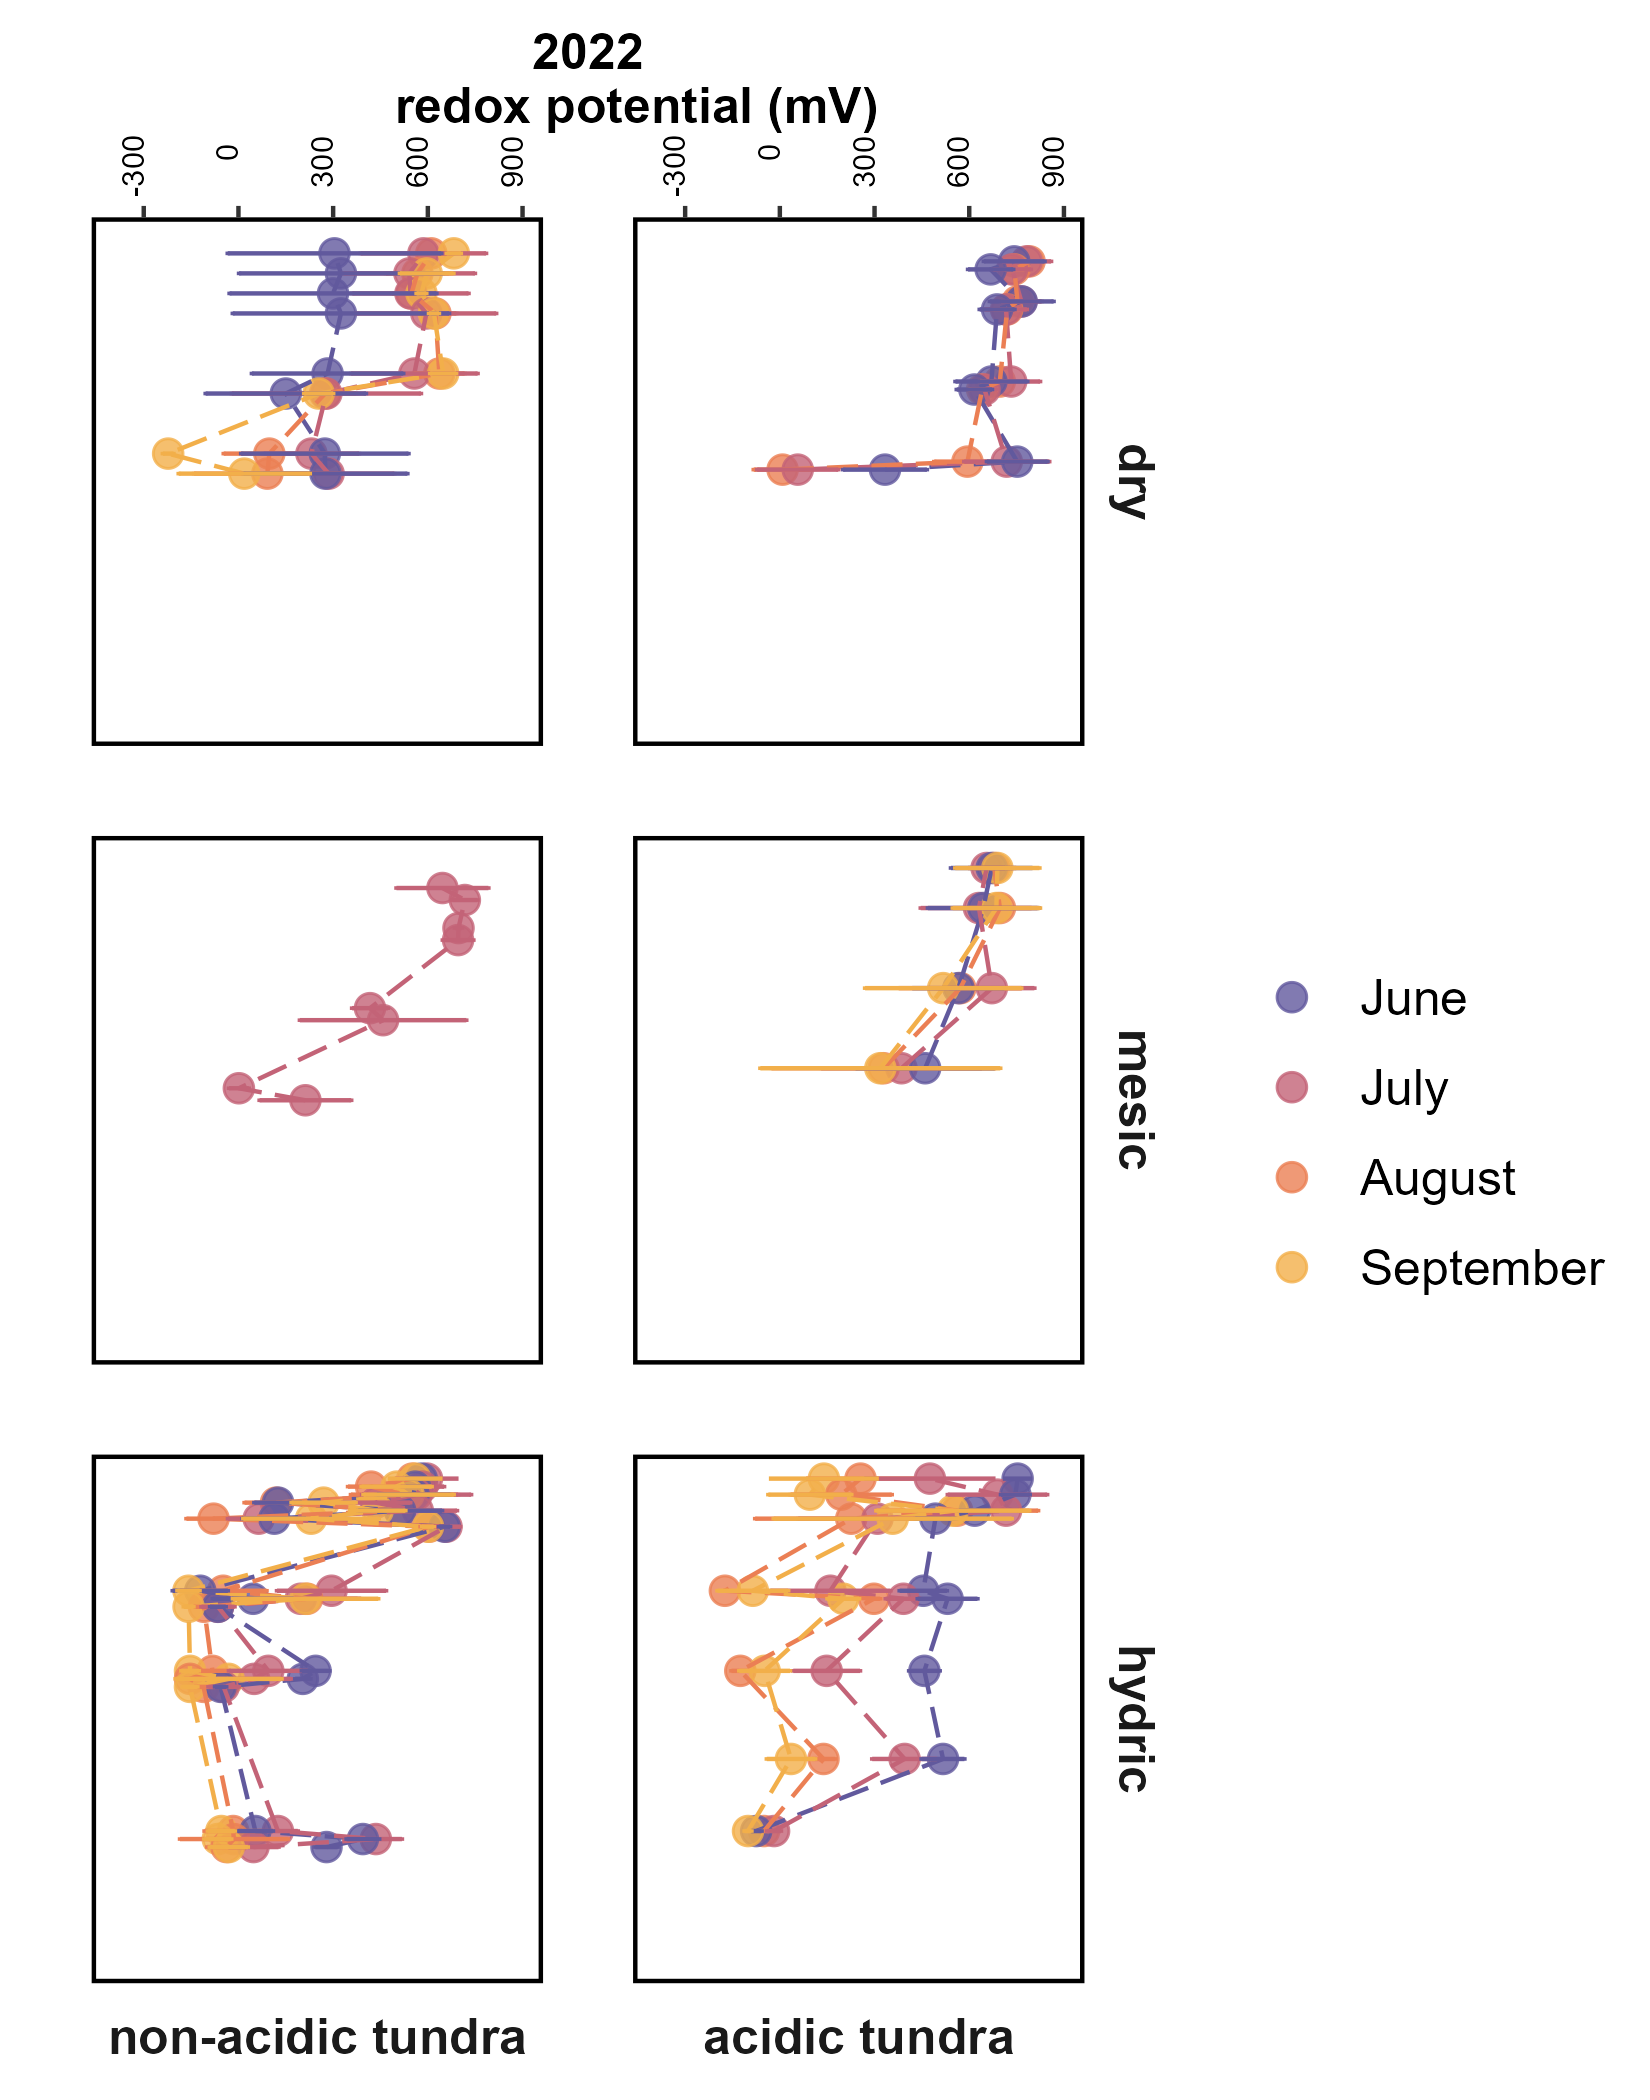 2022
redox potential (mV)
-300 0 300 600 900
-300 0 300 600 900
dry
mesic
hydric
June
July
August
September
non-acidic tundra
acidic tundra